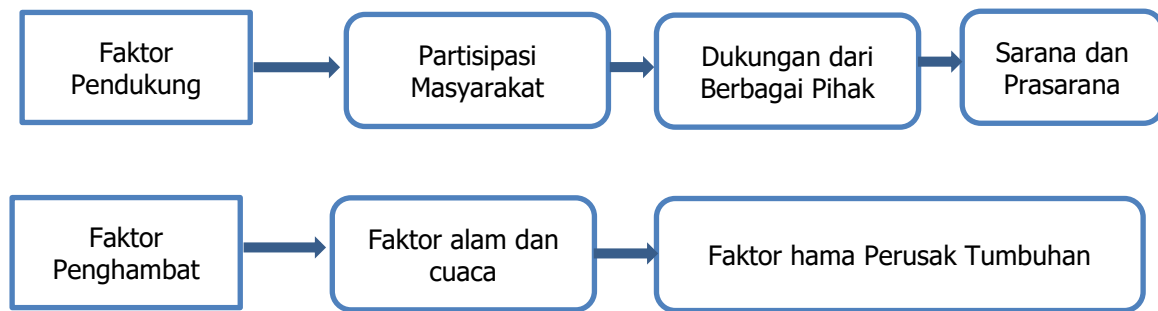 Faktor
Pendukung
Partisipasi
Masyarakat
Dukungan dari
Berbagai Pihak
Sarana dan
Prasarana
Faktor
Penghambat
Faktor alam dan
cuaca
Faktor hama Perusak Tumbuhan